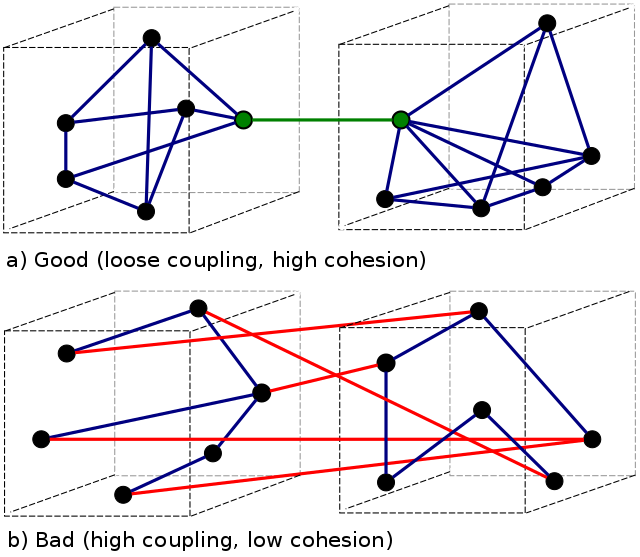 a) Good (loose coupling, high cohesion)
b) Bad (high coupling, low cohesion)